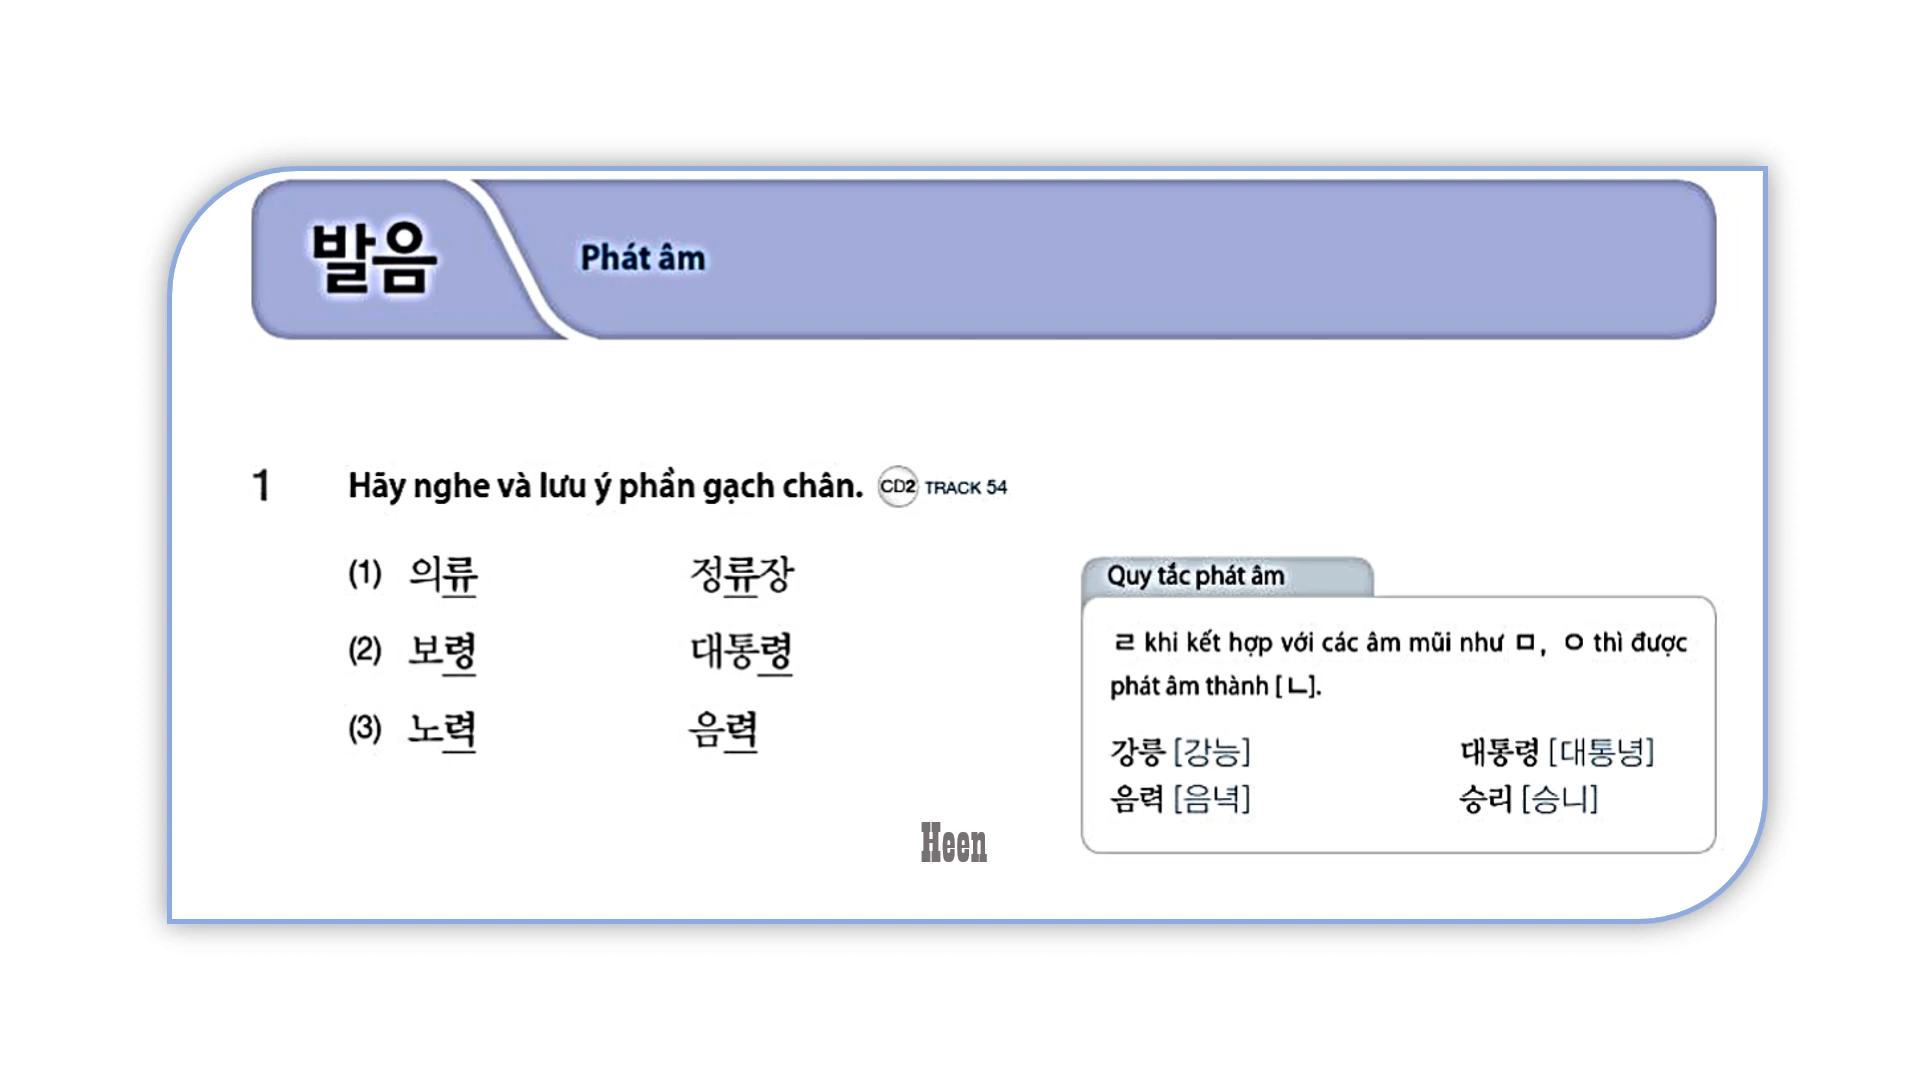 발음 Phát âm
1 Hãy nghe và lưu ý phần gạch chân. CD2 TRACK 54
(1) 의류 정류장
(2) 보령 대통령
(3) 노력 음력
Quy tắc phát âm
ㄹ khi kết hợp với các âm mũi như ㅁ, ㅇ thì được
phát âm thành [ㄴ].
강릉 [강능] 대통령 [대통녕]
음력 [음녁] 승리 [승니]
Heen